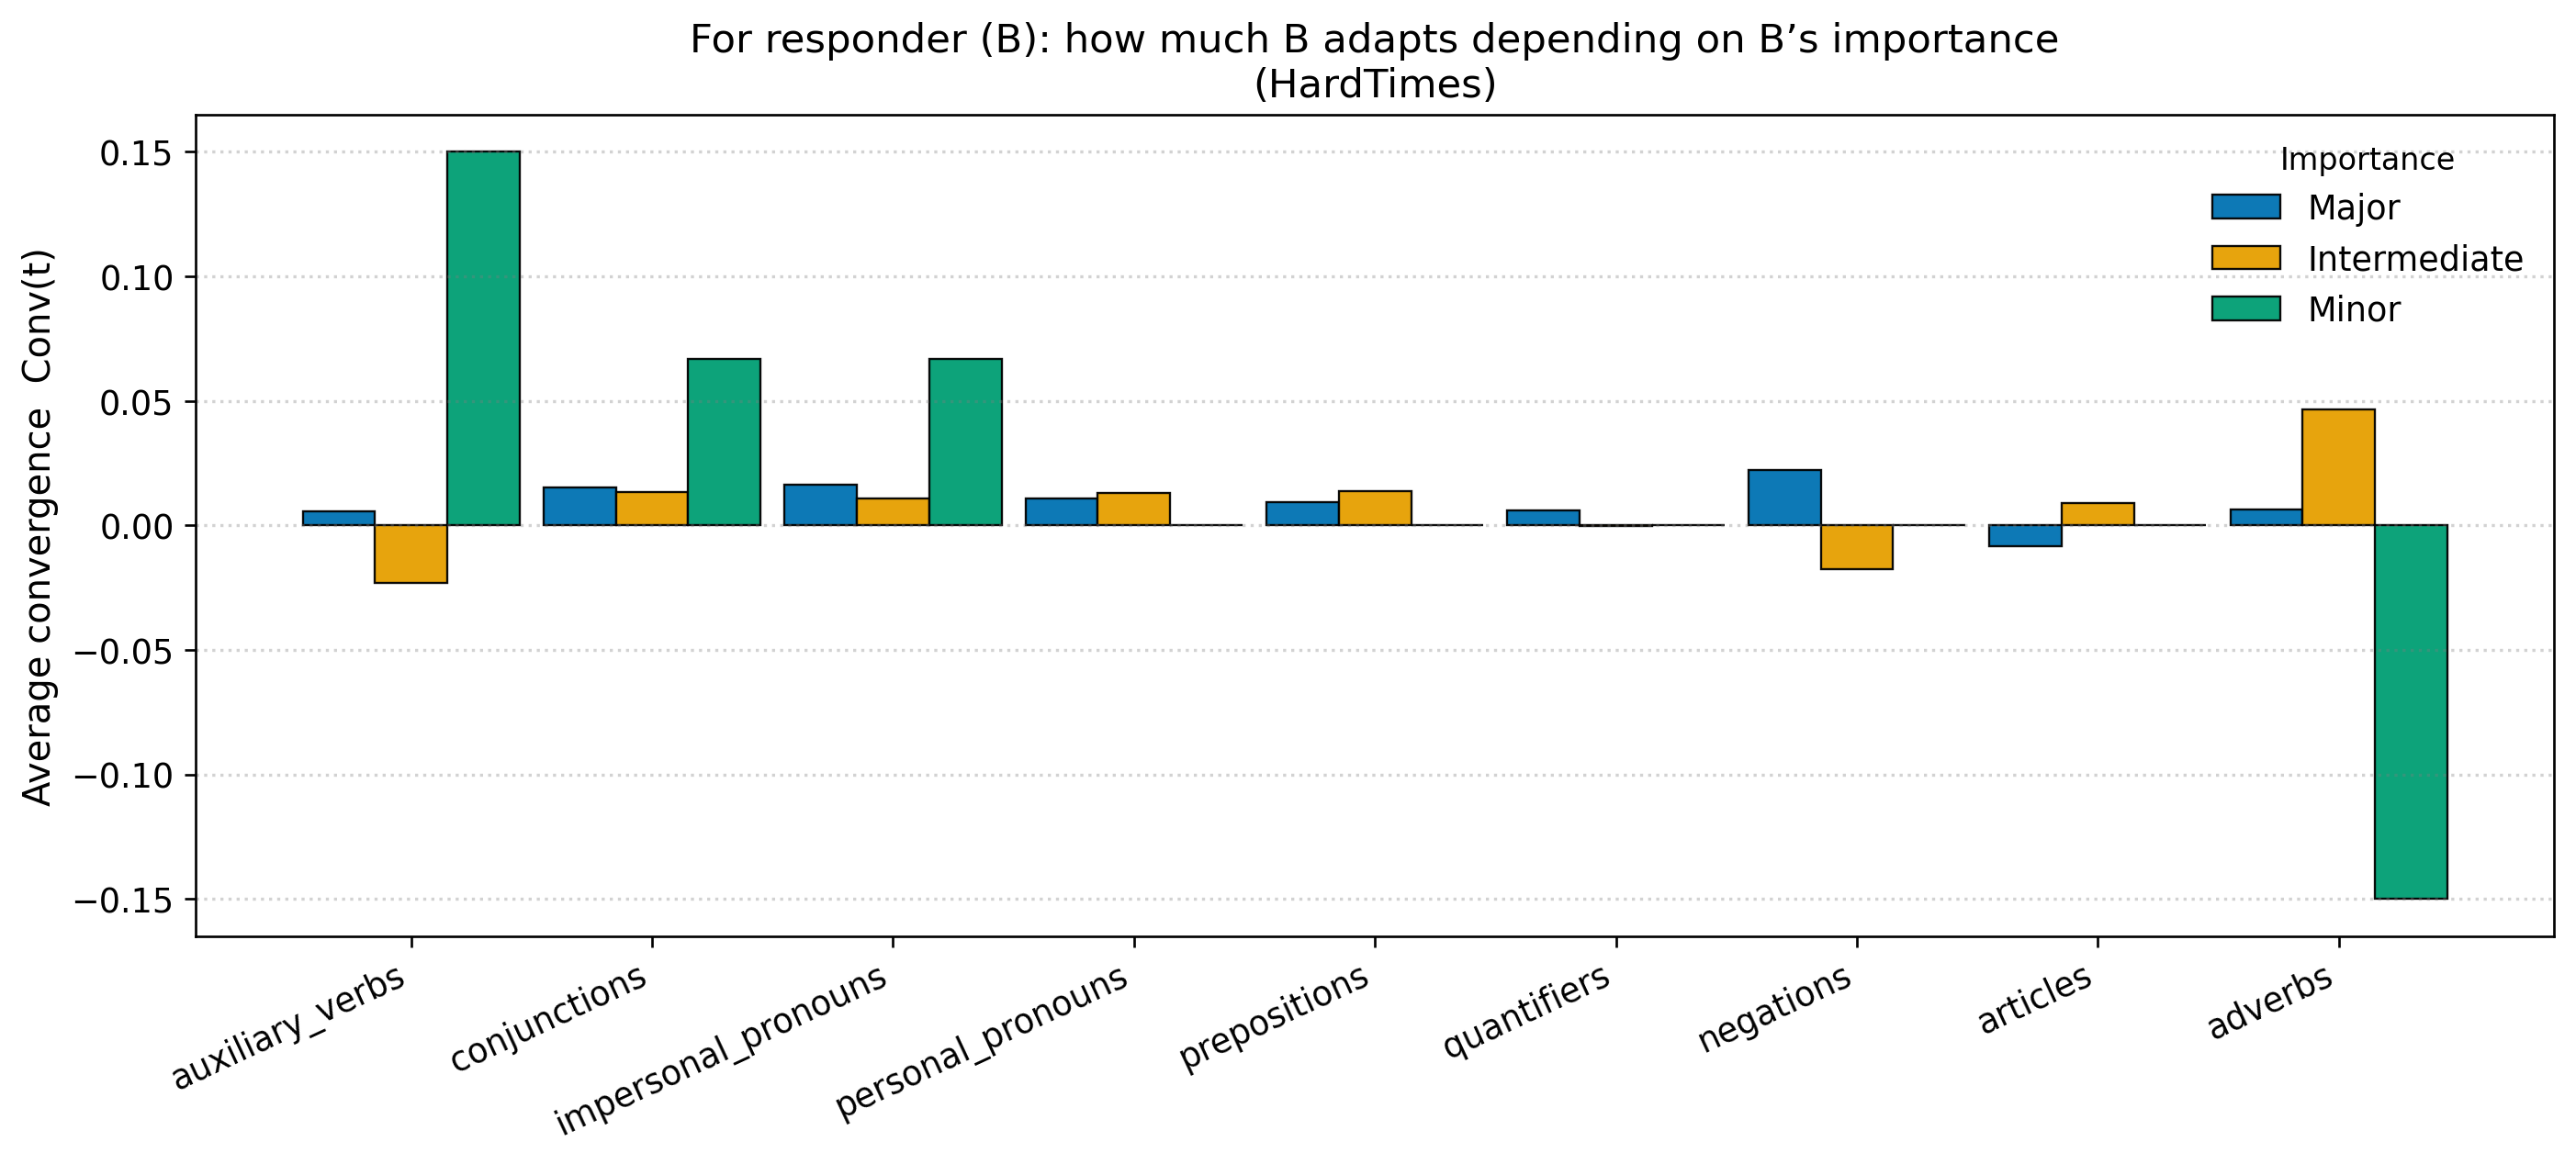 For responder (B): how much B adapts depending on B’s importance
(HardTimes)
Average convergence  Conv(t)
0.15
0.10
0.05
0.00
−0.05
−0.10
−0.15
Importance
Major
Intermediate
Minor
auxiliary_verbs
conjunctions
impersonal_pronouns
personal_pronouns
prepositions
quantifiers
negations
articles
adverbs